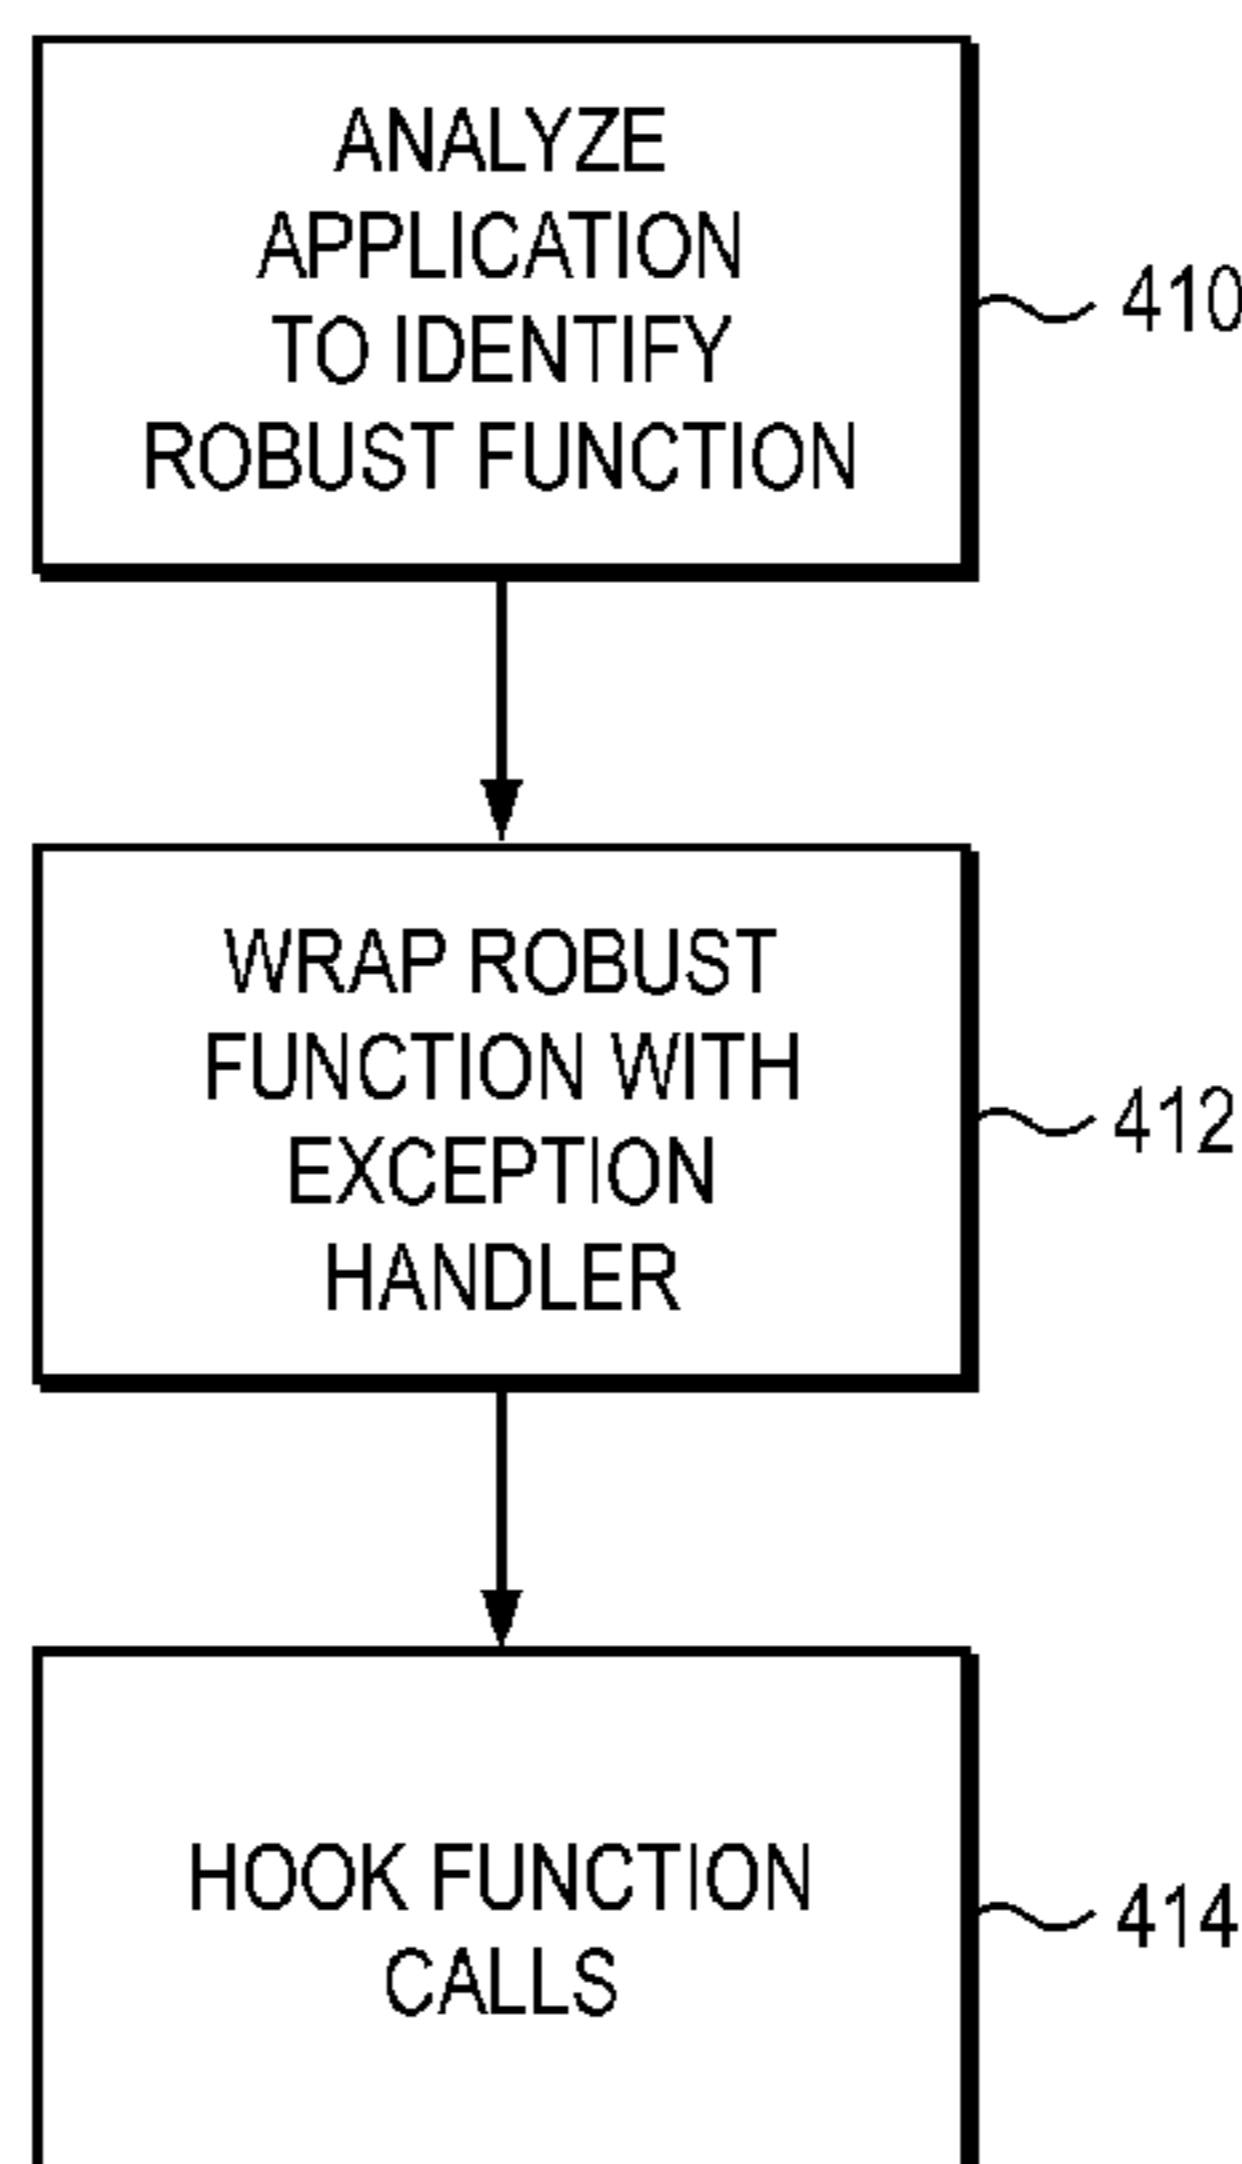 ANALYZE
APPLICATION
TO IDENTIFY
ROBUST FUNCTION
410
WRAP ROBUST
FUNCTION WITH
EXCEPTION
HANDLER
412
HOOK FUNCTION
CALLS
414